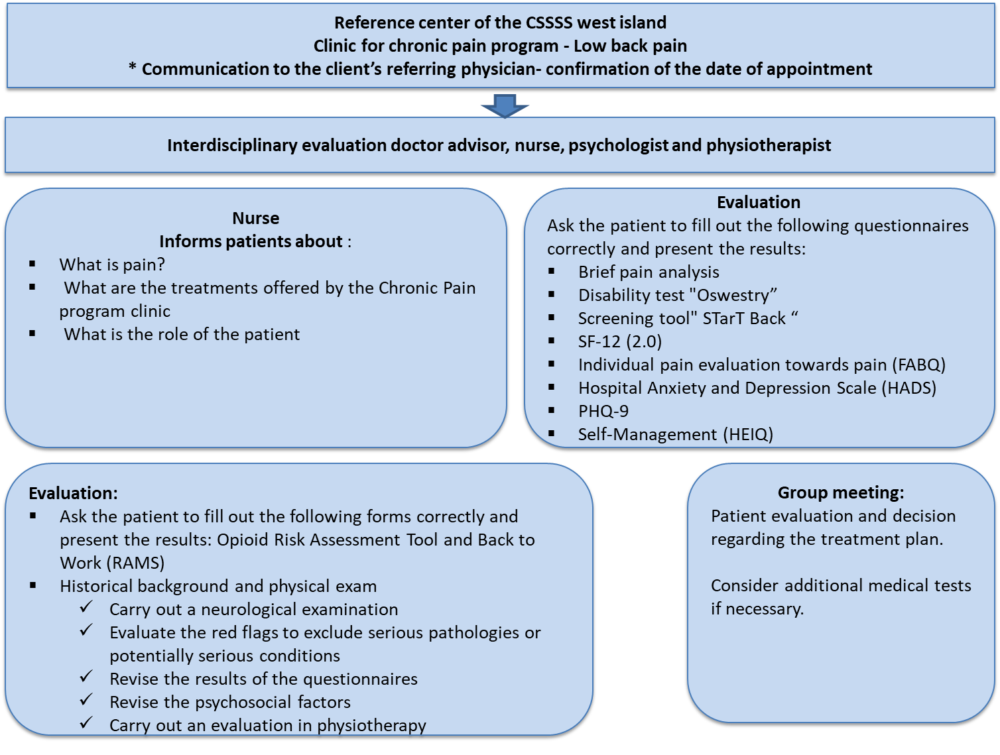 Reference center of the CSSSS west island
Clinic for chronic pain program - Low back pain
* Communication to the client’s referring physician- confirmation of the date of appointment
Interdisciplinary evaluation doctor advisor, nurse, psychologist and physiotherapist
Nurse
Informs patients about :
▪ What is pain?
▪ What are the treatments offered by the Chronic Pain
program clinic
▪ What is the role of the patient
Evaluation
Ask the patient to fill out the following questionnaires
correctly and present the results:
▪ Brief pain analysis
▪ Disability test "Oswestry”
▪ Screening tool" STarT Back “
▪ SF-12 (2.0)
▪ Individual pain evaluation towards pain (FABQ)
▪ Hospital Anxiety and Depression Scale (HADS)
▪ PHQ-9
▪ Self-Management (HEIQ)
Evaluation:
▪ Ask the patient to fill out the following forms correctly and
present the results: Opioid Risk Assessment Tool and Back to
Work (RAMS)
▪ Historical background and physical exam
✓ Carry out a neurological examination
✓ Evaluate the red flags to exclude serious pathologies or
potentially serious conditions
✓ Revise the results of the questionnaires
✓ Revise the psychosocial factors
✓ Carry out an evaluation in physiotherapy
Group meeting:
Patient evaluation and decision
regarding the treatment plan.
Consider additional medical tests
if necessary.